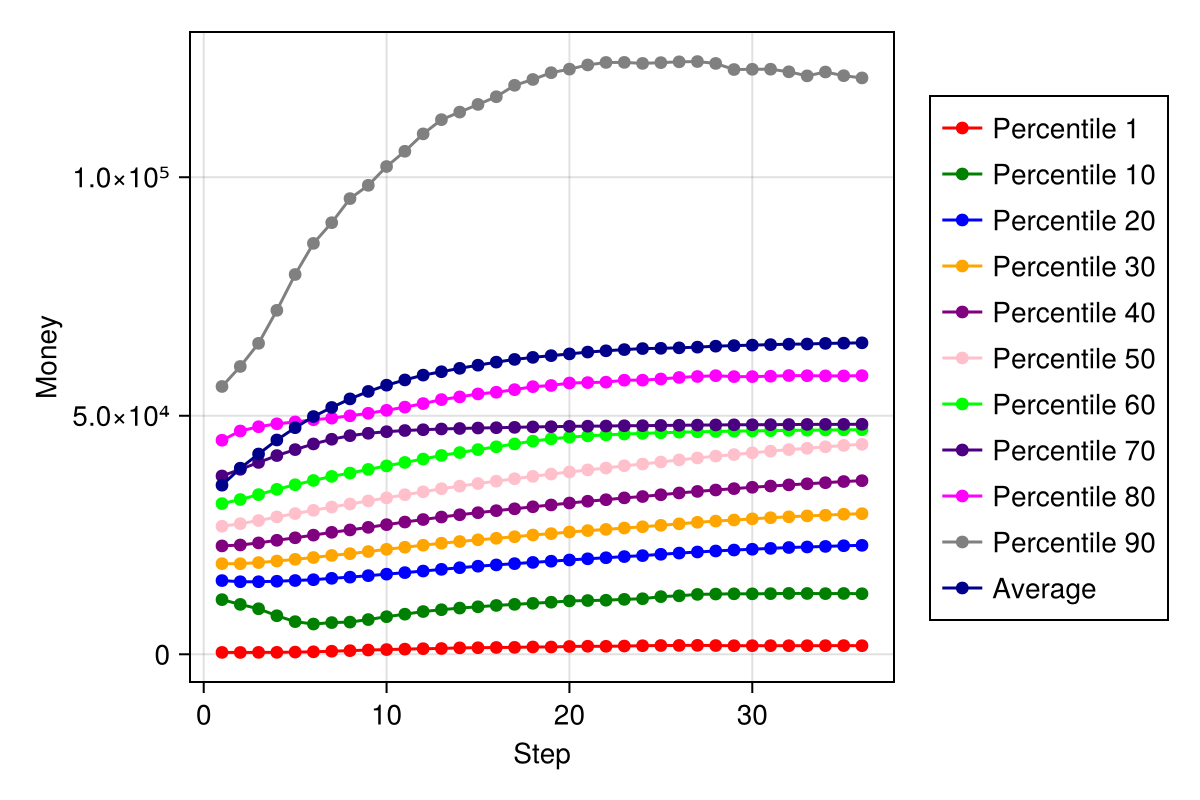 1.0×10⁵
5.0×10⁴
0
0 10 20 30
Step
Money
Percentile 1
Percentile 10
Percentile 20
Percentile 30
Percentile 40
Percentile 50
Percentile 60
Percentile 70
Percentile 80
Percentile 90
Average